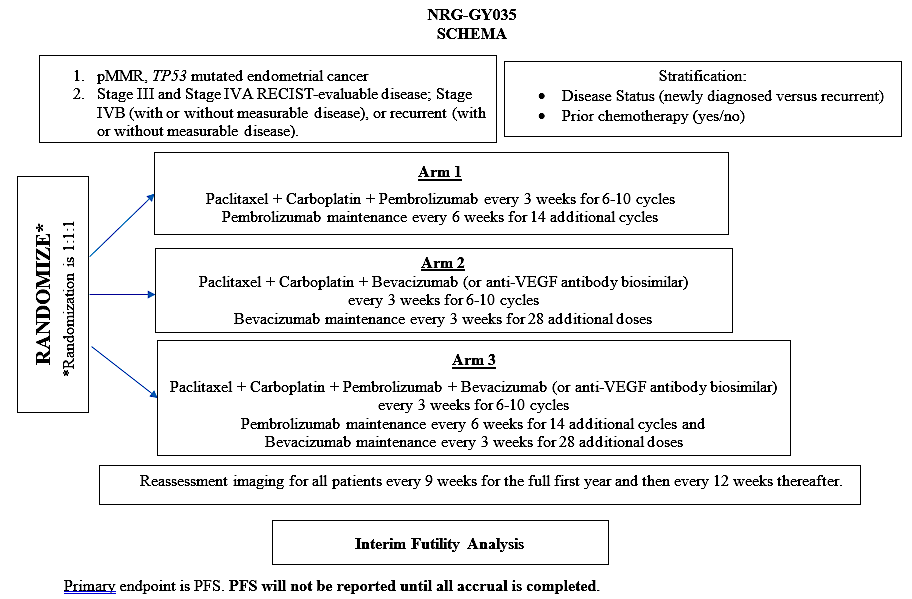 NRG-GY035
SCHEMA
1. pMMR, TP53 mutated endometrial cancer
2. Stage III and Stage IVA RECIST-evaluable disease; Stage
IVB (with or without measurable disease), or recurrent (with
or without measurable disease).
Stratification:
• Disease Status (newly diagnosed versus recurrent)
• Prior chemotherapy (yes/no)
RANDOMIZE*
*Randomization is 1:1:1
Arm 1
Paclitaxel + Carboplatin + Pembrolizumab every 3 weeks for 6-10 cycles
Pembrolizumab maintenance every 6 weeks for 14 additional cycles
Arm 2
Paclitaxel + Carboplatin + Bevacizumab (or anti-VEGF antibody biosimilar)
every 3 weeks for 6-10 cycles
Bevacizumab maintenance every 3 weeks for 28 additional doses
Arm 3
Paclitaxel + Carboplatin + Pembrolizumab + Bevacizumab (or anti-VEGF antibody biosimilar)
every 3 weeks for 6-10 cycles
Pembrolizumab maintenance every 6 weeks for 14 additional cycles and
Bevacizumab maintenance every 3 weeks for 28 additional doses
Reassessment imaging for all patients every 9 weeks for the full first year and then every 12 weeks thereafter.
Interim Futility Analysis
Primary endpoint is PFS. PFS will not be reported until all accrual is completed.